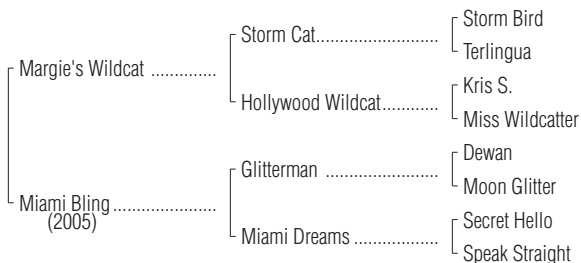 Storm Bird
Storm Cat........................
Terlingua
Margie's Wildcat .............
Kris S.
Hollywood Wildcat...........
Miss Wildcatter
Dewan
Glitterman ......................
Moon Glitter
Miami Bling ....................
(2005)
Secret Hello
Miami Dreams .................
Speak Straight